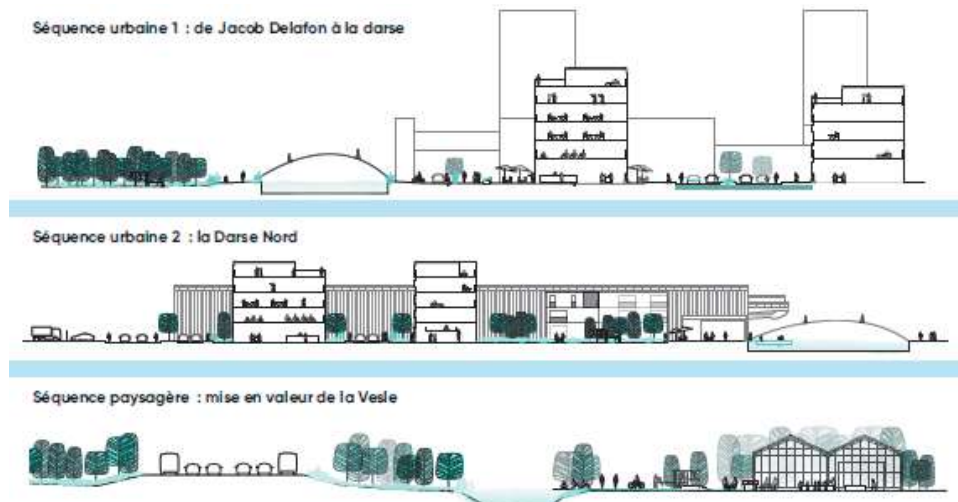 Séquence urbaine 1 : de Jacob Delafon à la darse
Séquence urbaine 2 : la Darse Nord
Séquence paysagère : mise en valeur de la Vesle